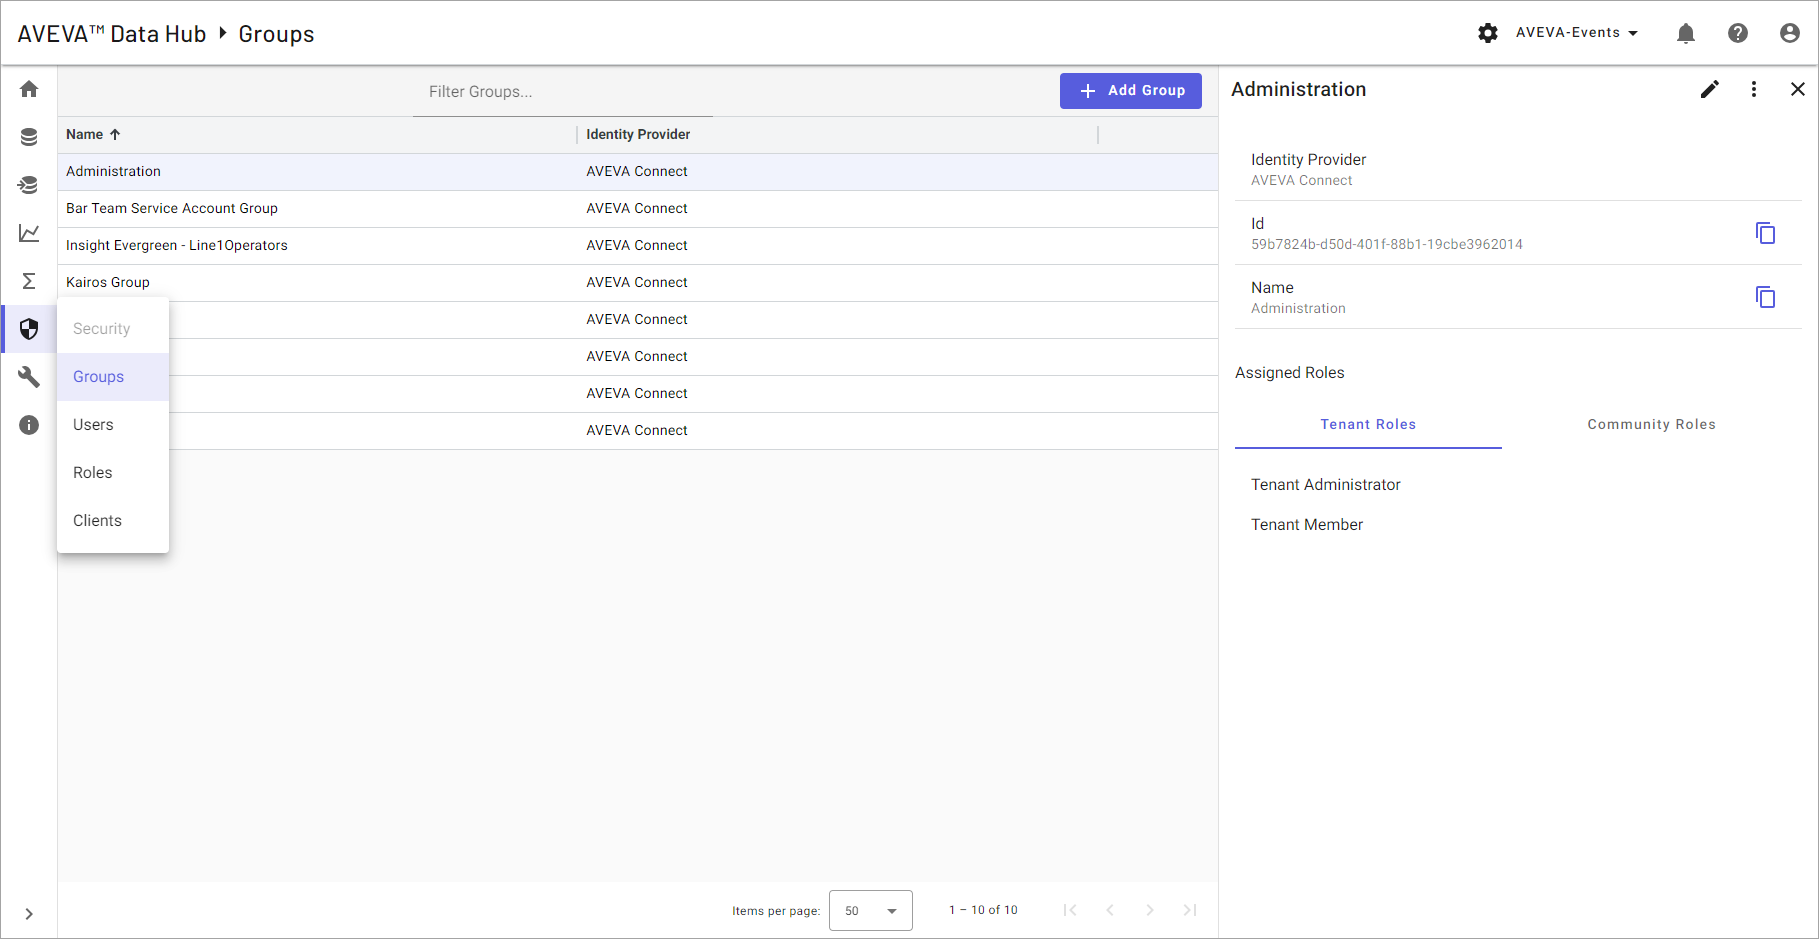 AVEVA™ Data Hub Groups
AVEVA-Events
Filter Groups...
Add Group
Name Identity Provider
Administration AVEVA Connect
Bar Team Service Account Group AVEVA Connect
Insight Evergreen - Line1Operators AVEVA Connect
Kairos Group AVEVA Connect
AVEVA Connect
AVEVA Connect
AVEVA Connect
AVEVA Connect
Security
Groups
Users
Roles
Clients
Items per page: 50 1 – 10 of 10
Administration
Identity Provider
AVEVA Connect
Id
59b7824b-d50d-401f-88b1-19cbe3962014
Name
Administration
Assigned Roles
Tenant Roles Community Roles
Tenant Administrator
Tenant Member